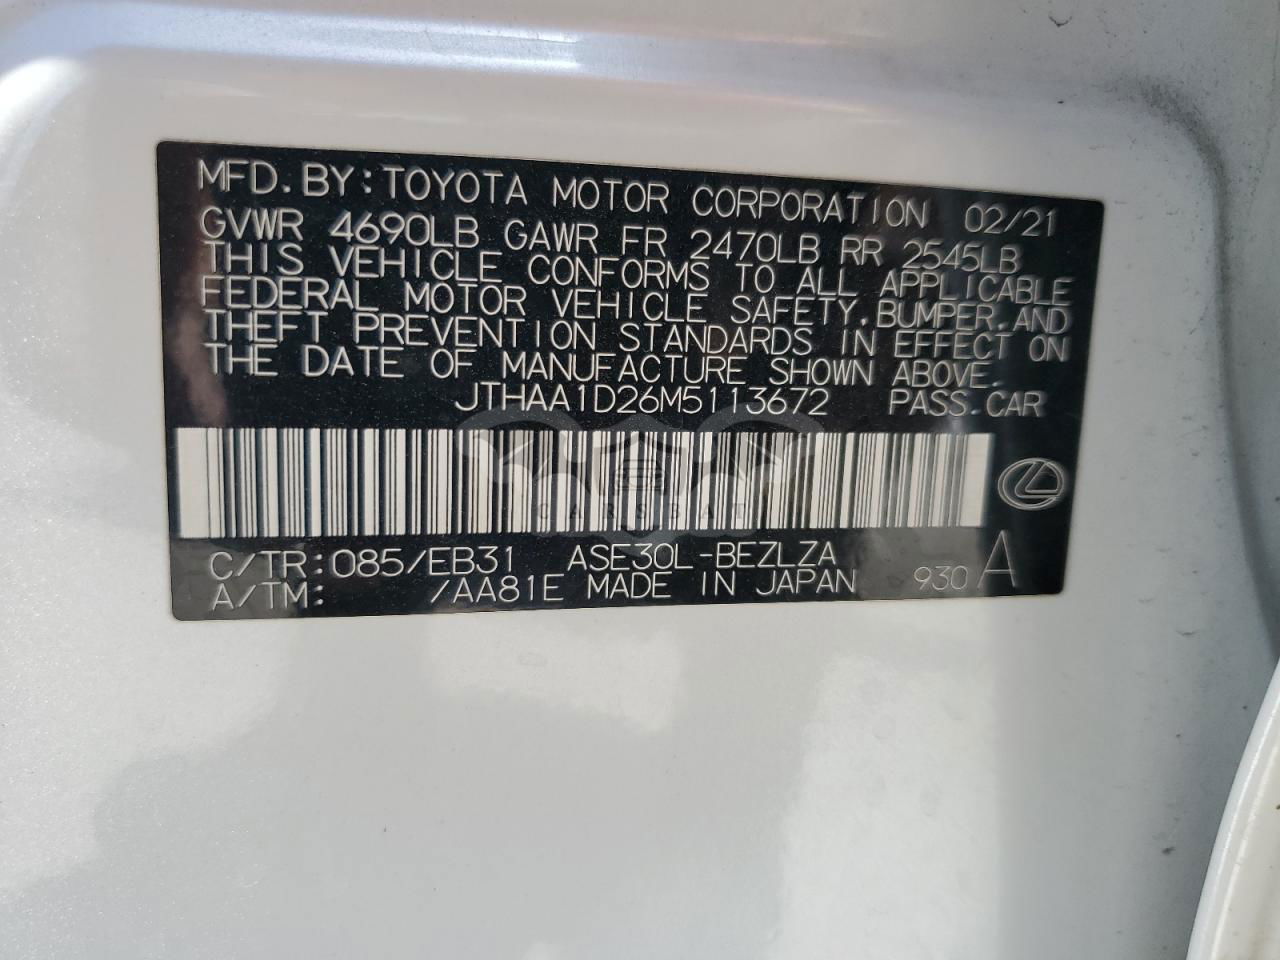 MFD. BY: TOYOTA MOTOR CORPORATION 02/21
GVWR 4690LB GAWR FR 2470LB RR 2545LB
THIS VEHICLE CONFORMS TO ALL APPLICABLE
FEDERAL MOTOR VEHICLE SAFETY, BUMPER, AND
THEFT PREVENTION STANDARDS IN EFFECT ON
THE DATE OF MANUFACTURE SHOWN ABOVE.
JTHAA1D26M5113672 PASS. CAR
CARSBAT
C/TR: 085/EB31 ASE30L-BEZLZA
A/TM: /AA81E MADE IN JAPAN 930 A